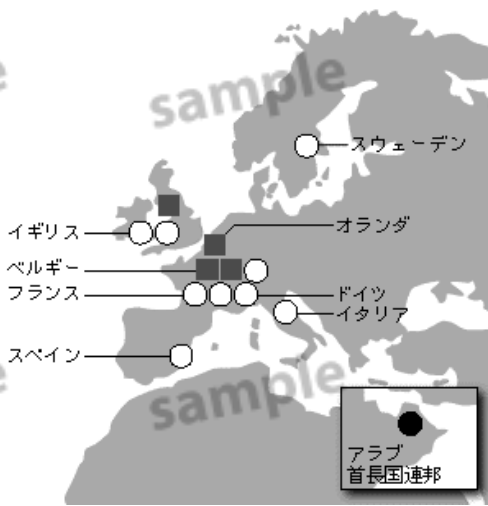 sample
スウェーデン
オランダ
イギリス
ベルギー
フランス
ドイツ
イタリア
スペイン
sample
アラブ
首長国連邦